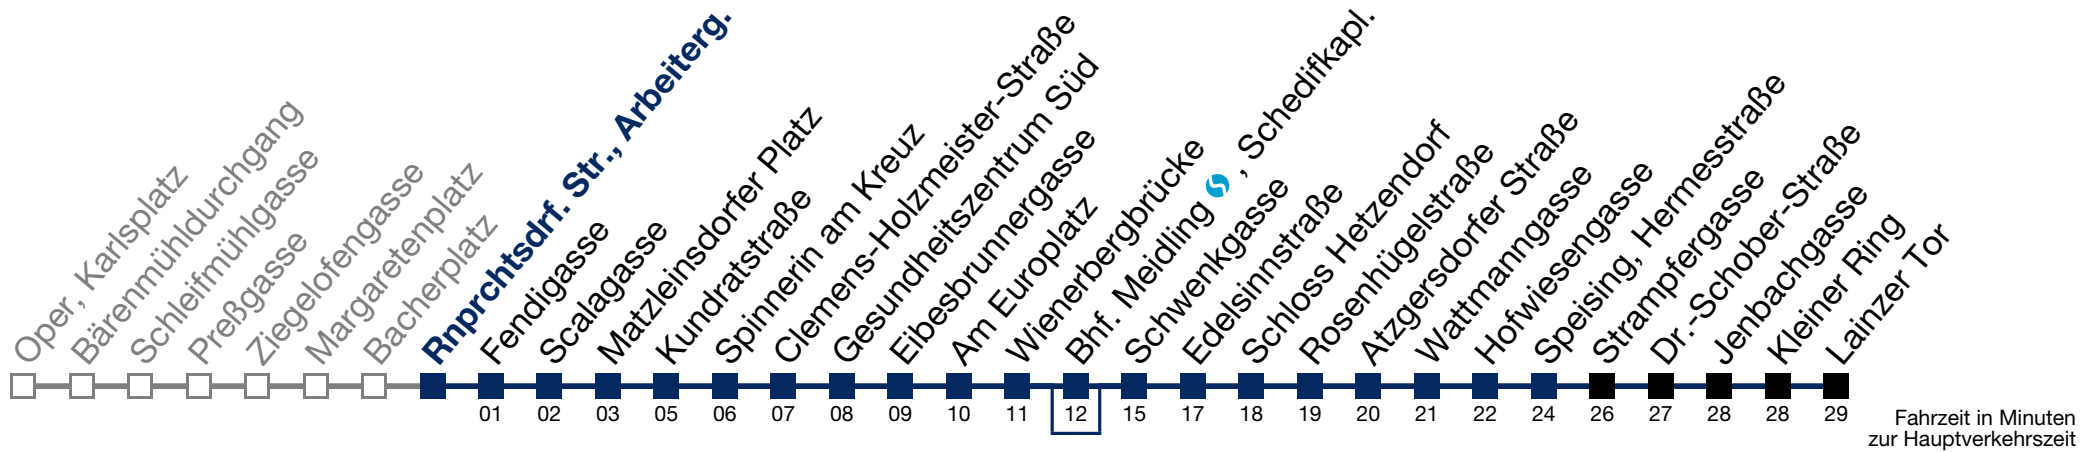 Oper, Karlsplatz
Bärenmühldurchgang
Schleifmühlgasse
Preßgasse
Ziegelofengasse
Margaretenplatz
Bacherplatz
Rnprchtsdrf. Str., Arbeiterg.
Fendigasse
Scalagasse
Matzleinsdorfer Platz
Kundratstraße
Spinnerin am Kreuz
Clemens-Holzmeister-Straße
Gesundheitszentrum Süd
Eibesbrunnergasse
Am Europlatz
Wienerbergbrücke
Bhf. Meidling , Schedifkapl.
Schwenkgasse
Edelsinnstraße
Schloss Hetzendorf
Rosenhügelstraße
Atzgersdorfer Straße
Wattmanngasse
Hofwiesengasse
Speising, Hermesstraße
Strampfergasse
Dr.-Schober-Straße
Jenbachgasse
Kleiner Ring
Lainzer Tor
01 02 03 05 06 07 08 09 10 11 12 15 17 18 19 20 21 22 24 26 27 28 28 29
Fahrzeit in Minuten
zur Hauptverkehrszeit